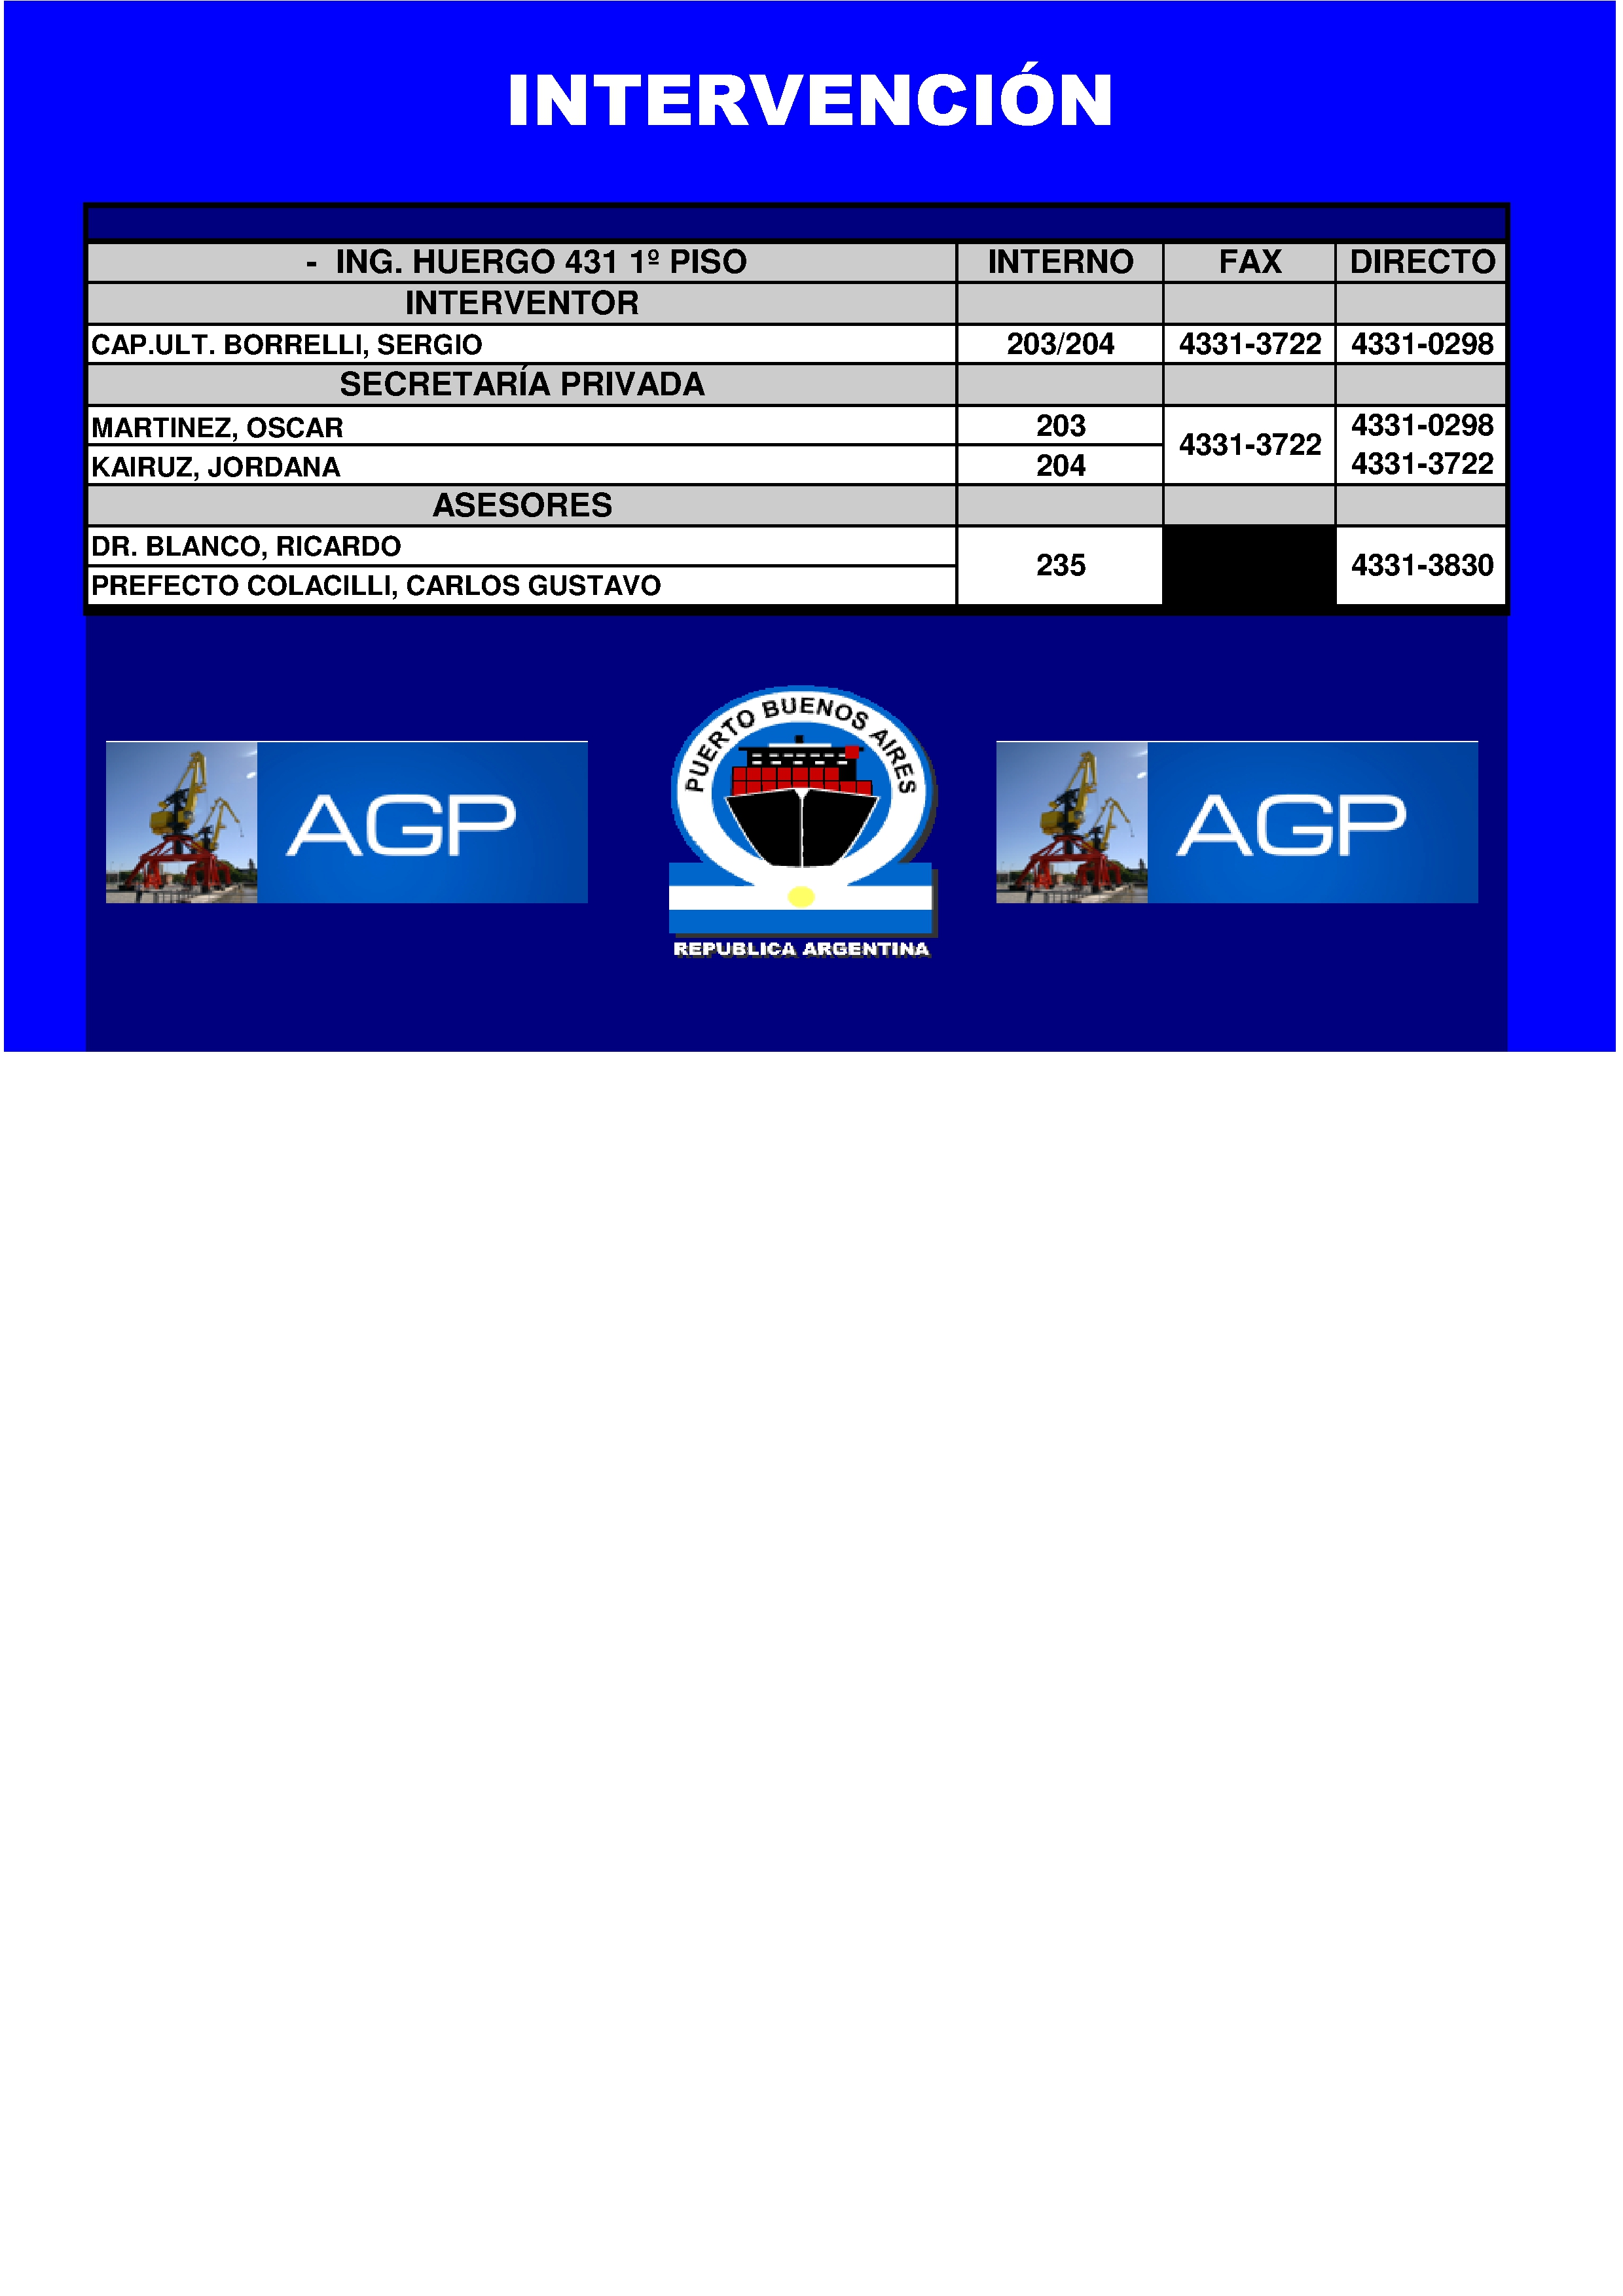 INTERVENCIÓN
- ING. HUERGO 431 1º PISO INTERNO FAX DIRECTO
INTERVENTOR
CAP.ULT. BORRELLI, SERGIO 203/204 4331-3722 4331-0298
SECRETARÍA PRIVADA
MARTINEZ, OSCAR 203 4331-3722 4331-0298
KAIRUZ, JORDANA 204 4331-3722
ASESORES
DR. BLANCO, RICARDO 235 4331-3830
PREFECTO COLACILLI, CARLOS GUSTAVO
AGP
PUERTO BUENOS AIRES
REPUBLICA ARGENTINA
AGP